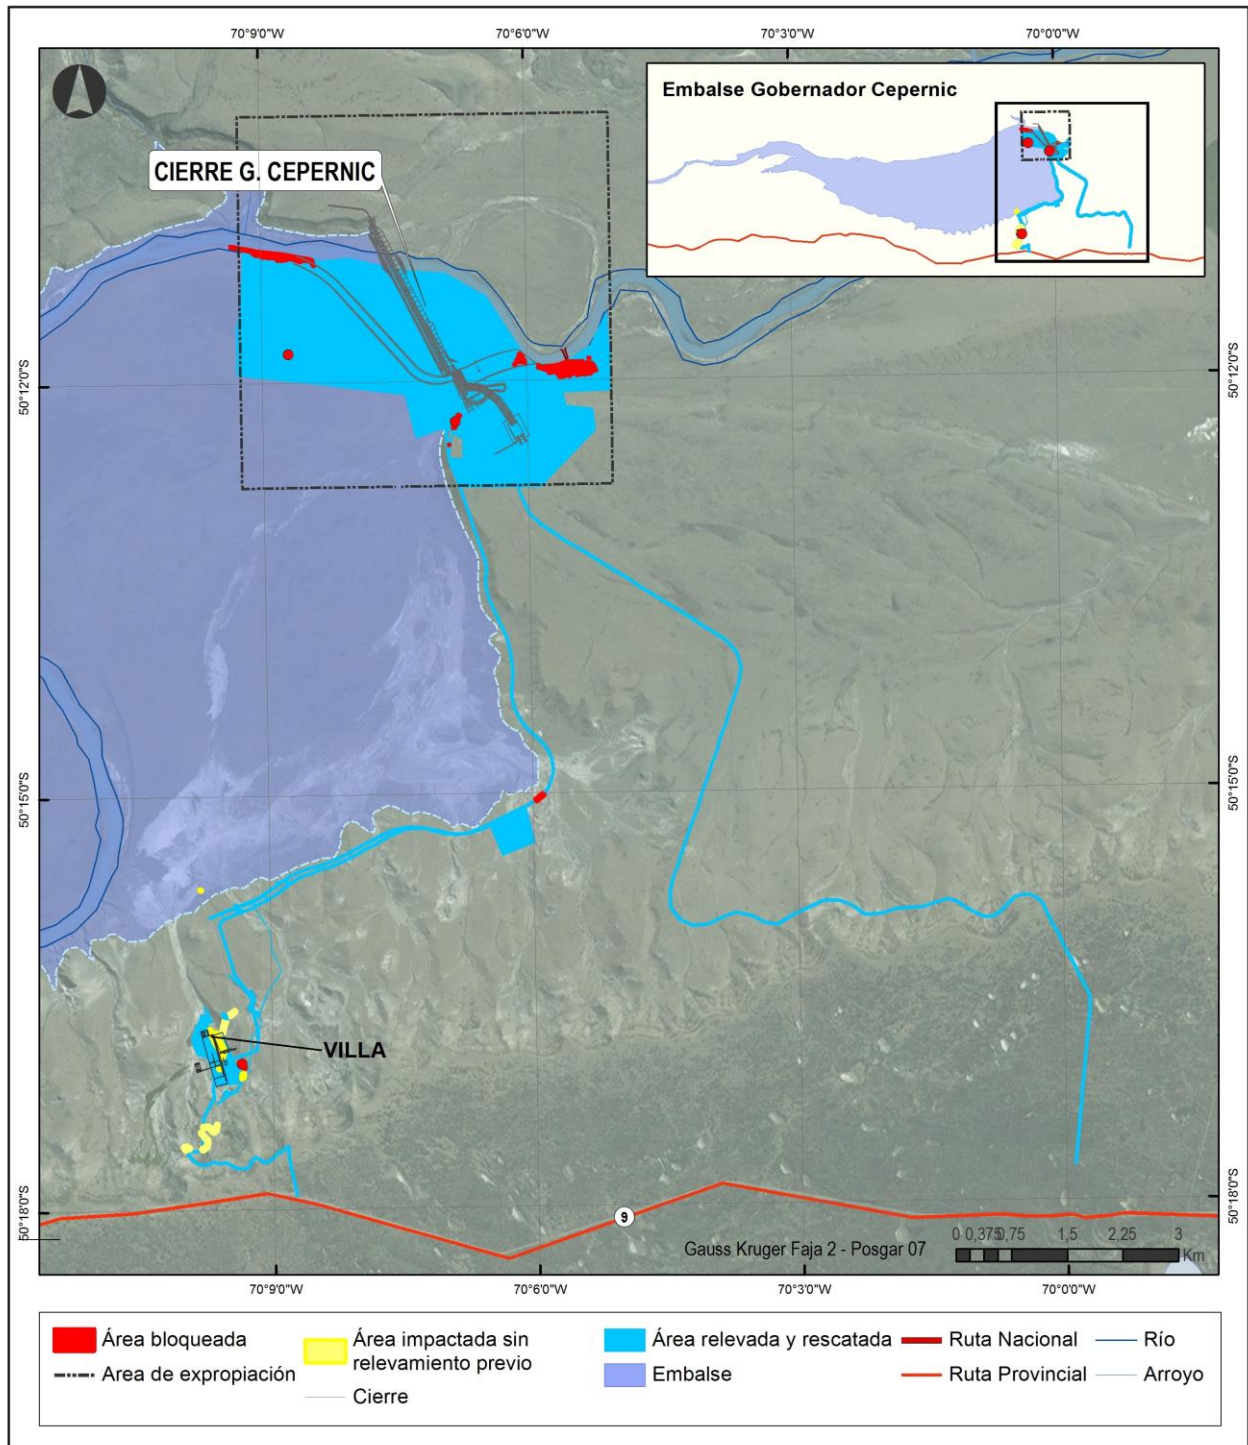 70°9'0"W 70°6'0"W 70°3'0"W 70°0'0"W
Embalse Gobernador Cepernic
CIERRE G. CEPERNIC
50°12'0"S 50°12'0"S
50°15'0"S 50°15'0"S
VILLA
50°18'0"S 50°18'0"S
9
Gauss Kruger Faja 2 - Posgar 07
0 0,375 0,75 1,5 2,25 3
Km
70°9'0"W 70°6'0"W 70°3'0"W 70°0'0"W
Área bloqueada
Área impactada sin
relevamiento previo
Área relevada y rescatada
Ruta Nacional
Río
Area de expropiación
Cierre
Embalse
Ruta Provincial
Arroyo